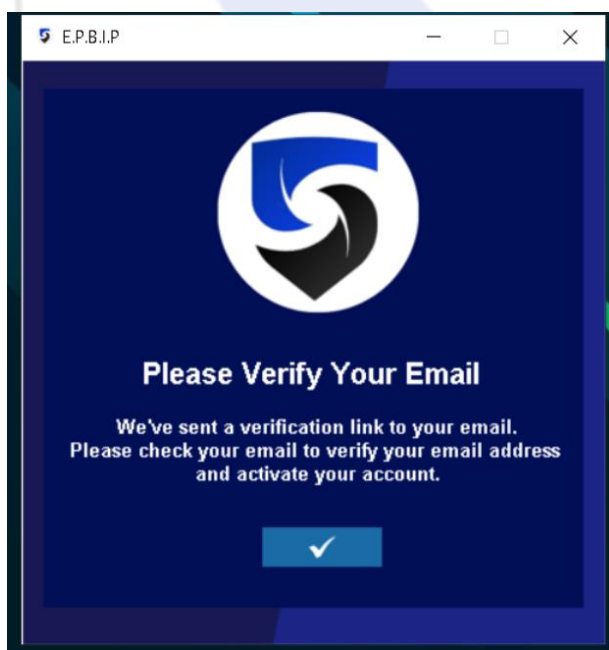 E.P.B.I.P
Please Verify Your Email
We've sent a verification link to your email.
Please check your email to verify your email address
and activate your account.